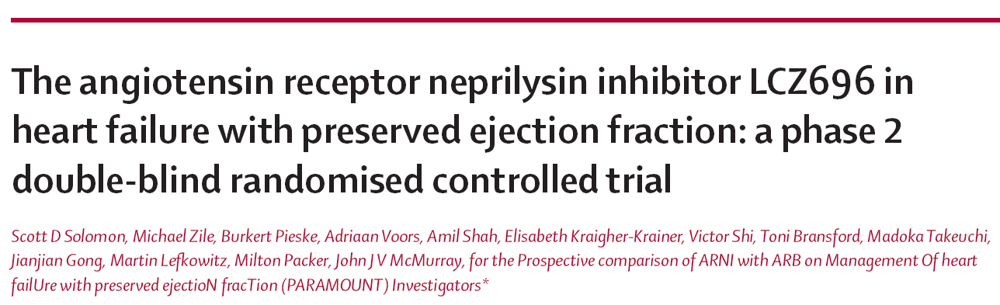 The angiotensin receptor neprilysin inhibitor LCZ696 in
heart failure with preserved ejection fraction: a phase 2
double-blind randomised controlled trial
Scott D Solomon, Michael Zile, Burkert Pieske, Adriaan Voors, Amil Shah, Elisabeth Kraigher-Krainer, Victor Shi, Toni Bransford, Madoka Takeuchi,
Jianjian Gong, Martin Lefkowitz, Milton Packer, John J V McMurray, for the Prospective comparison of ARNI with ARB on Management Of heart
failUre with preserved ejectioN fracTion (PARAMOUNT) Investigators*